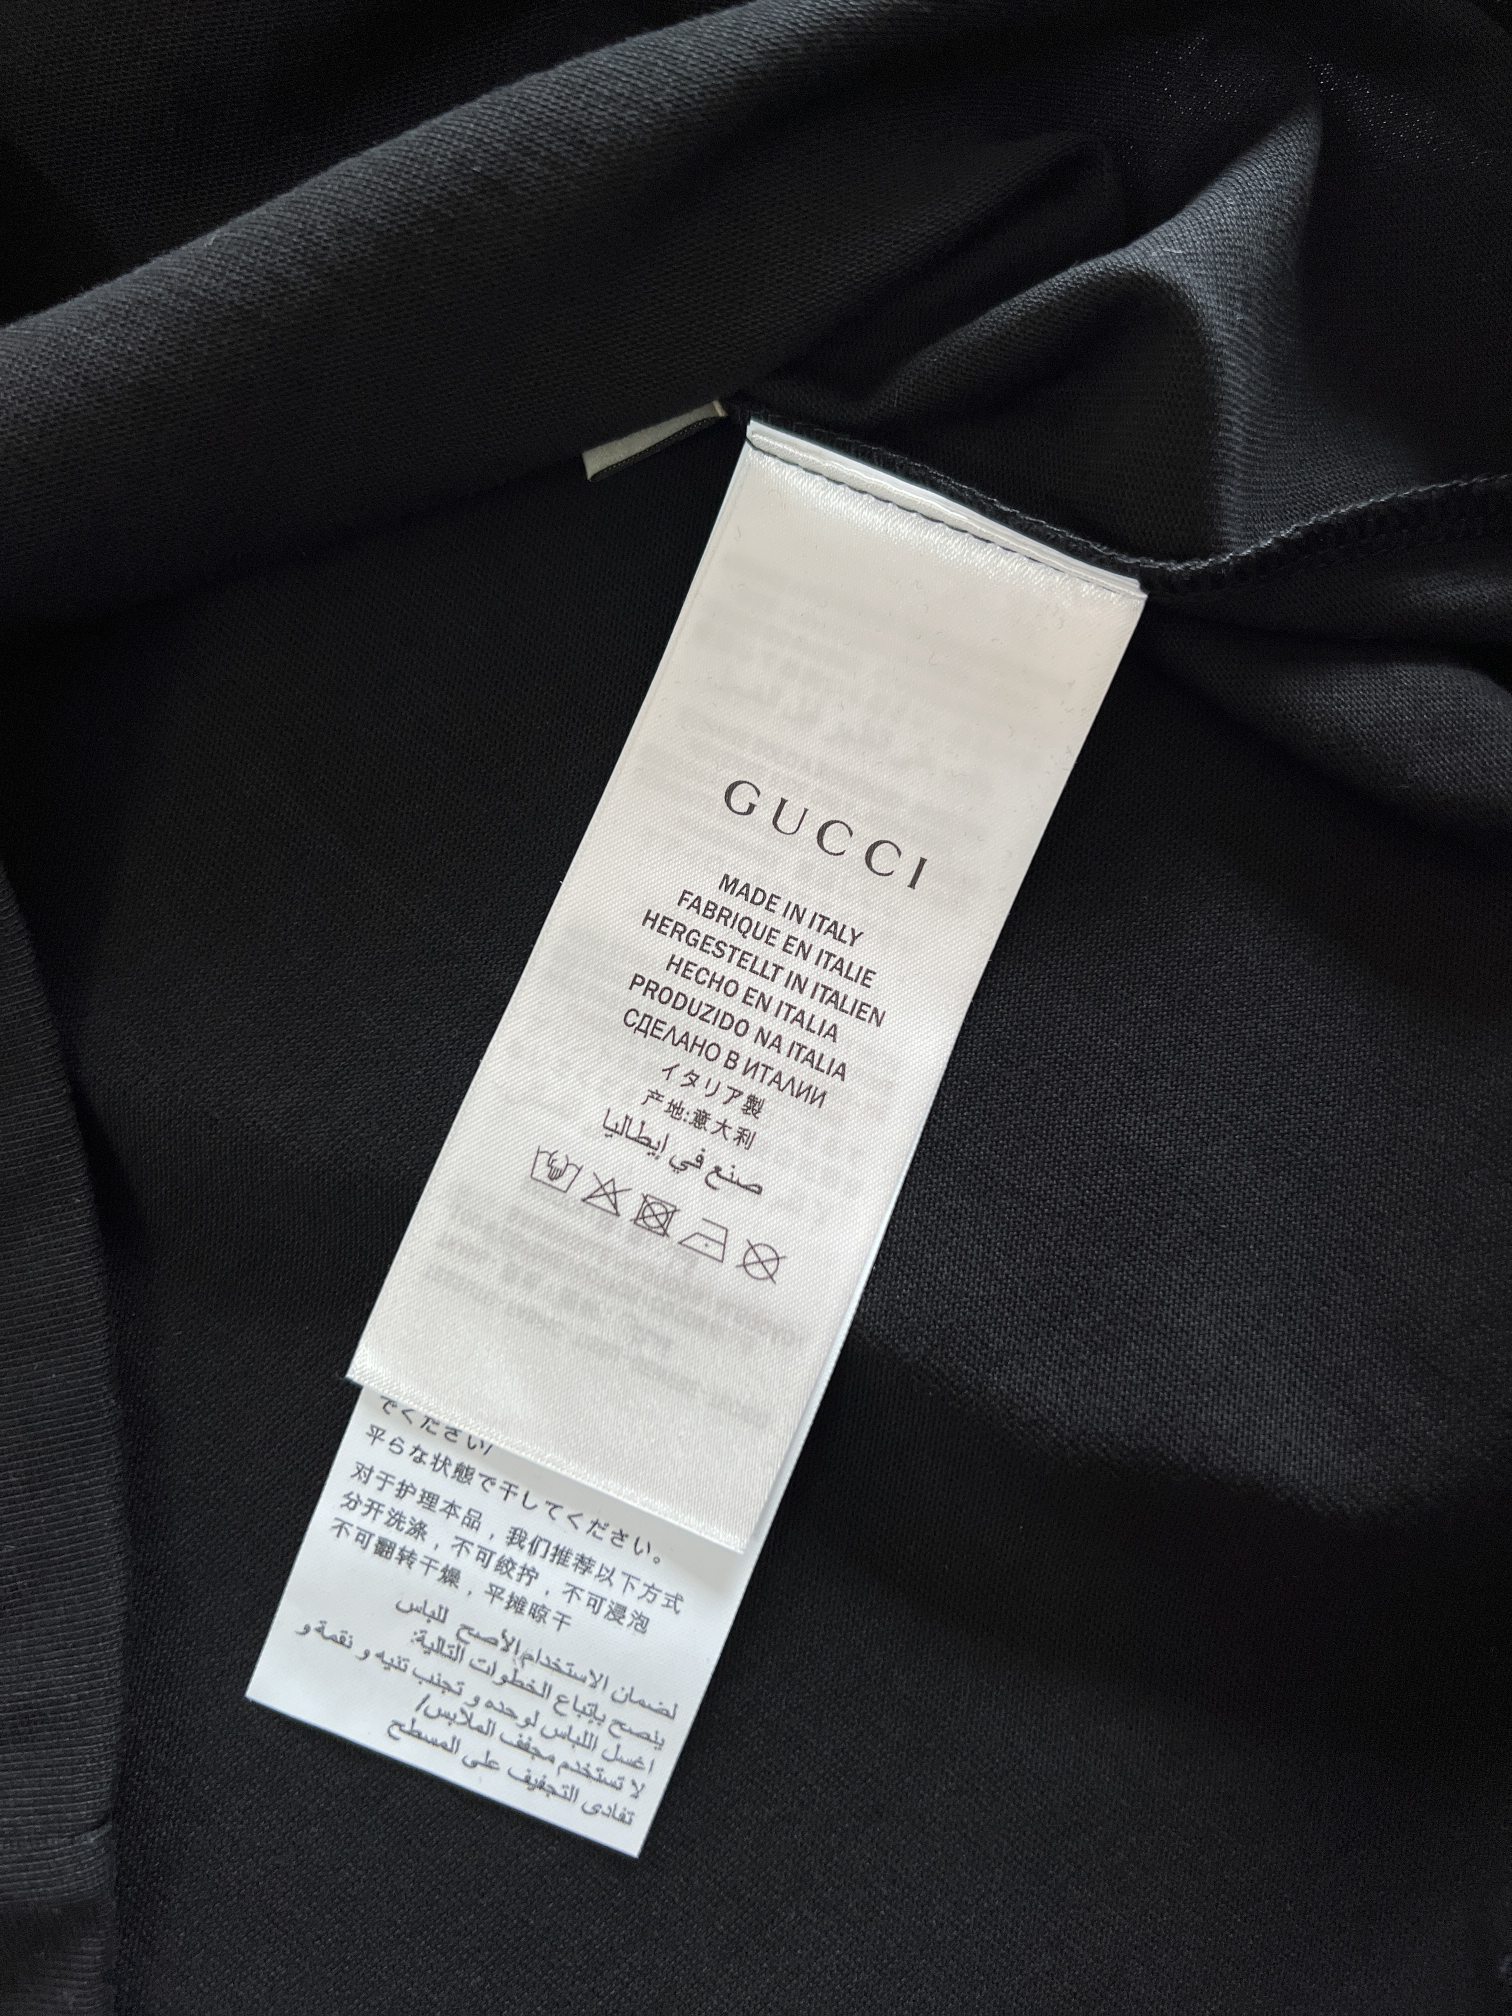 GUCCI
MADE IN ITALY
FABRIQUE EN ITALIE
HERGESTELLT IN ITALIEN
HECHO EN ITALIA
PRODUZIDO NA ITALIA
СДЕЛАНО В ИТАЛИИ
イタリア製
产地:意大利
صنع في إيطاليا
でください/
平らな状態で干してください。
对于护理本品，我们推荐以下方式
分开洗涤，不可绞拧，不可浸泡
不可翻转干燥，平摊晾干
لضمان الاستخدام الأصح للباس
ينصح بإتباع الخطوات التالية:
اغسل اللباس لوحده و تجنب تنيه و نقمة و
لا تستخدم مجفف الملابس/
تفادى التجفيف على المسطح